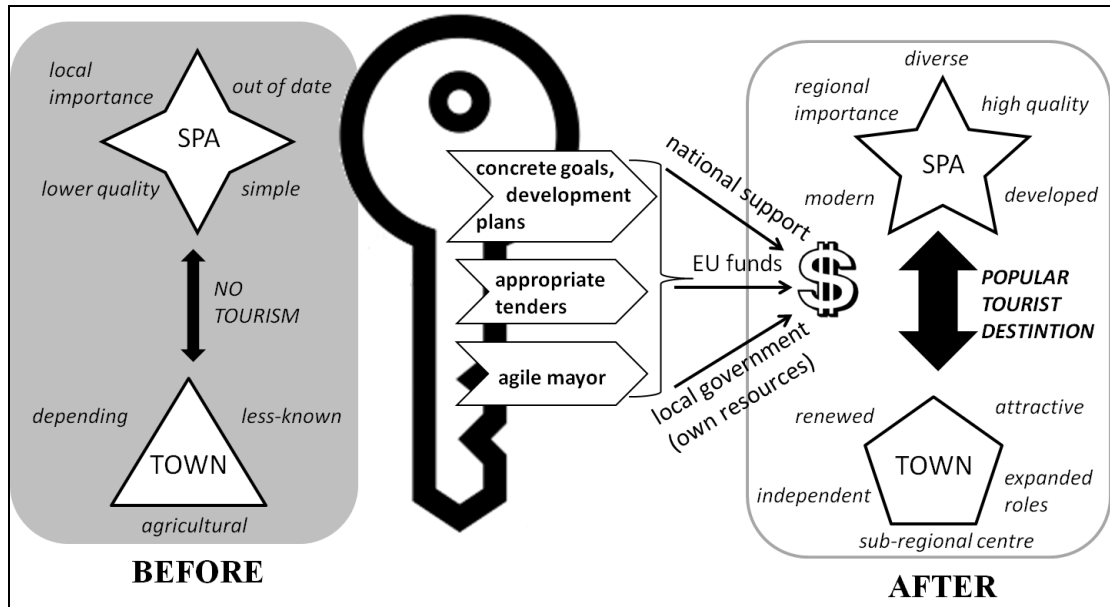 local
importance
out of date
SPA
lower quality
simple
NO
TOURISM
depending
less-known
TOWN
agricultural
BEFORE
concrete goals,
development
plans
appropriate
tenders
agile mayor
national support
EU funds
$
local government
(own resources)
diverse
regional
importance
high quality
SPA
modern
developed
POPULAR
TOURIST
DESTINTION
renewed
attractive
TOWN
independent
expanded
roles
sub-regional centre
AFTER